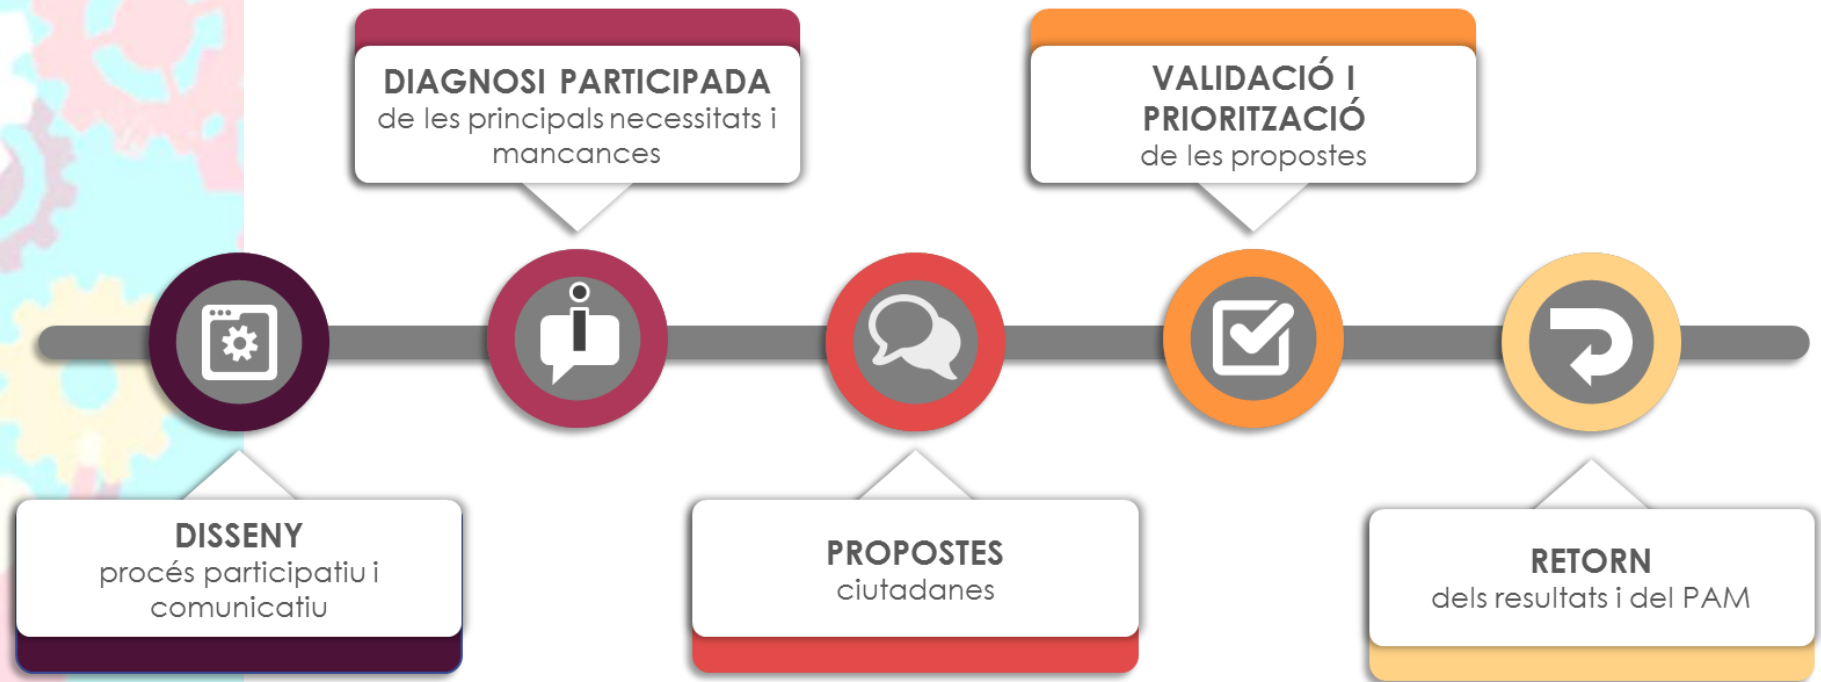 DISSENY
procés participatiu i
comunicatiu
DIAGNOSI PARTICIPADA
de les principals necessitats i
mancances
PROPOSTES
ciutadanes
VALIDACIÓ I
PRIORITZACIÓ
de les propostes
RETORN
dels resultats i del PAM